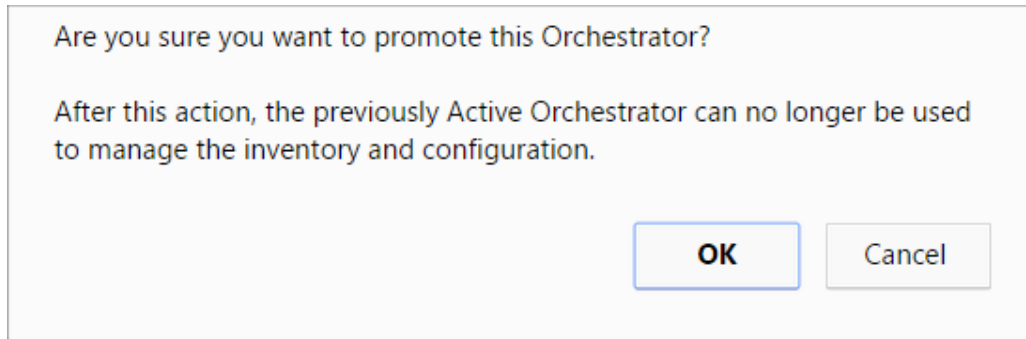 Are you sure you want to promote this Orchestrator?
After this action, the previously Active Orchestrator can no longer be used
to manage the inventory and configuration.
OK
Cancel